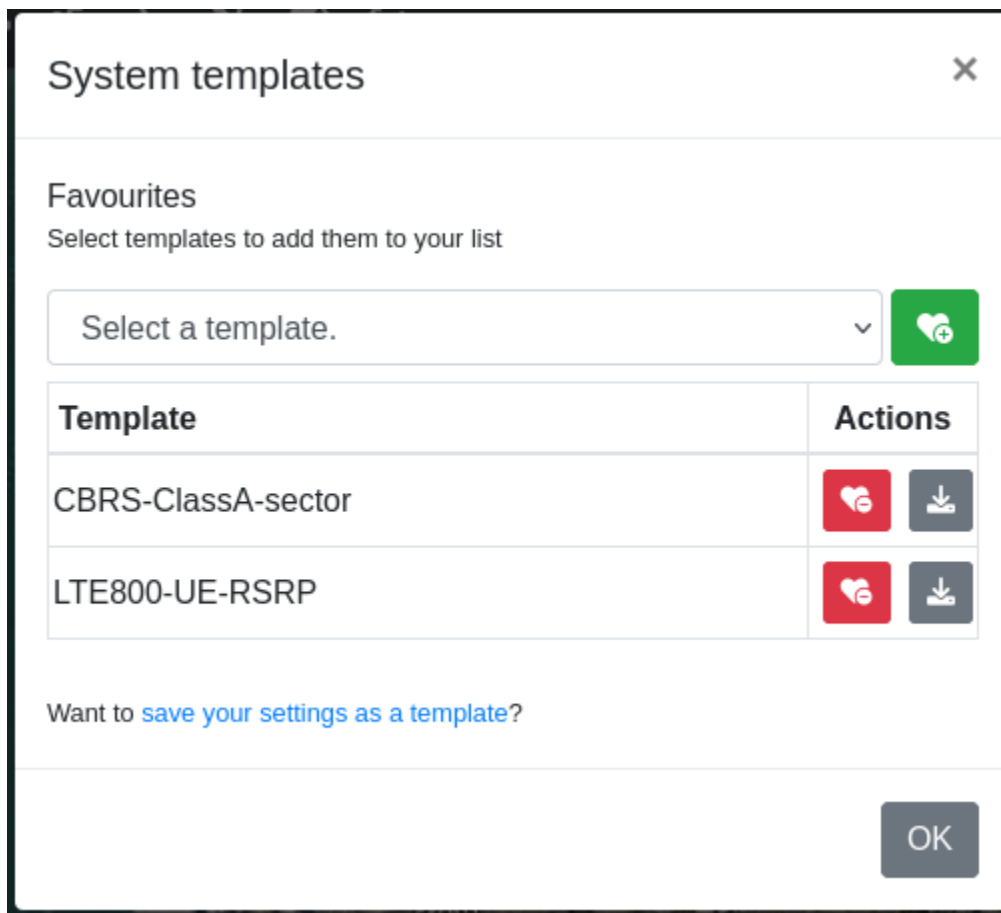 System templates
×
Favourites
Select templates to add them to your list
Select a template.
Template Actions
CBRS-ClassA-sector
LTE800-UE-RSRP
Want to save your settings as a template?
OK